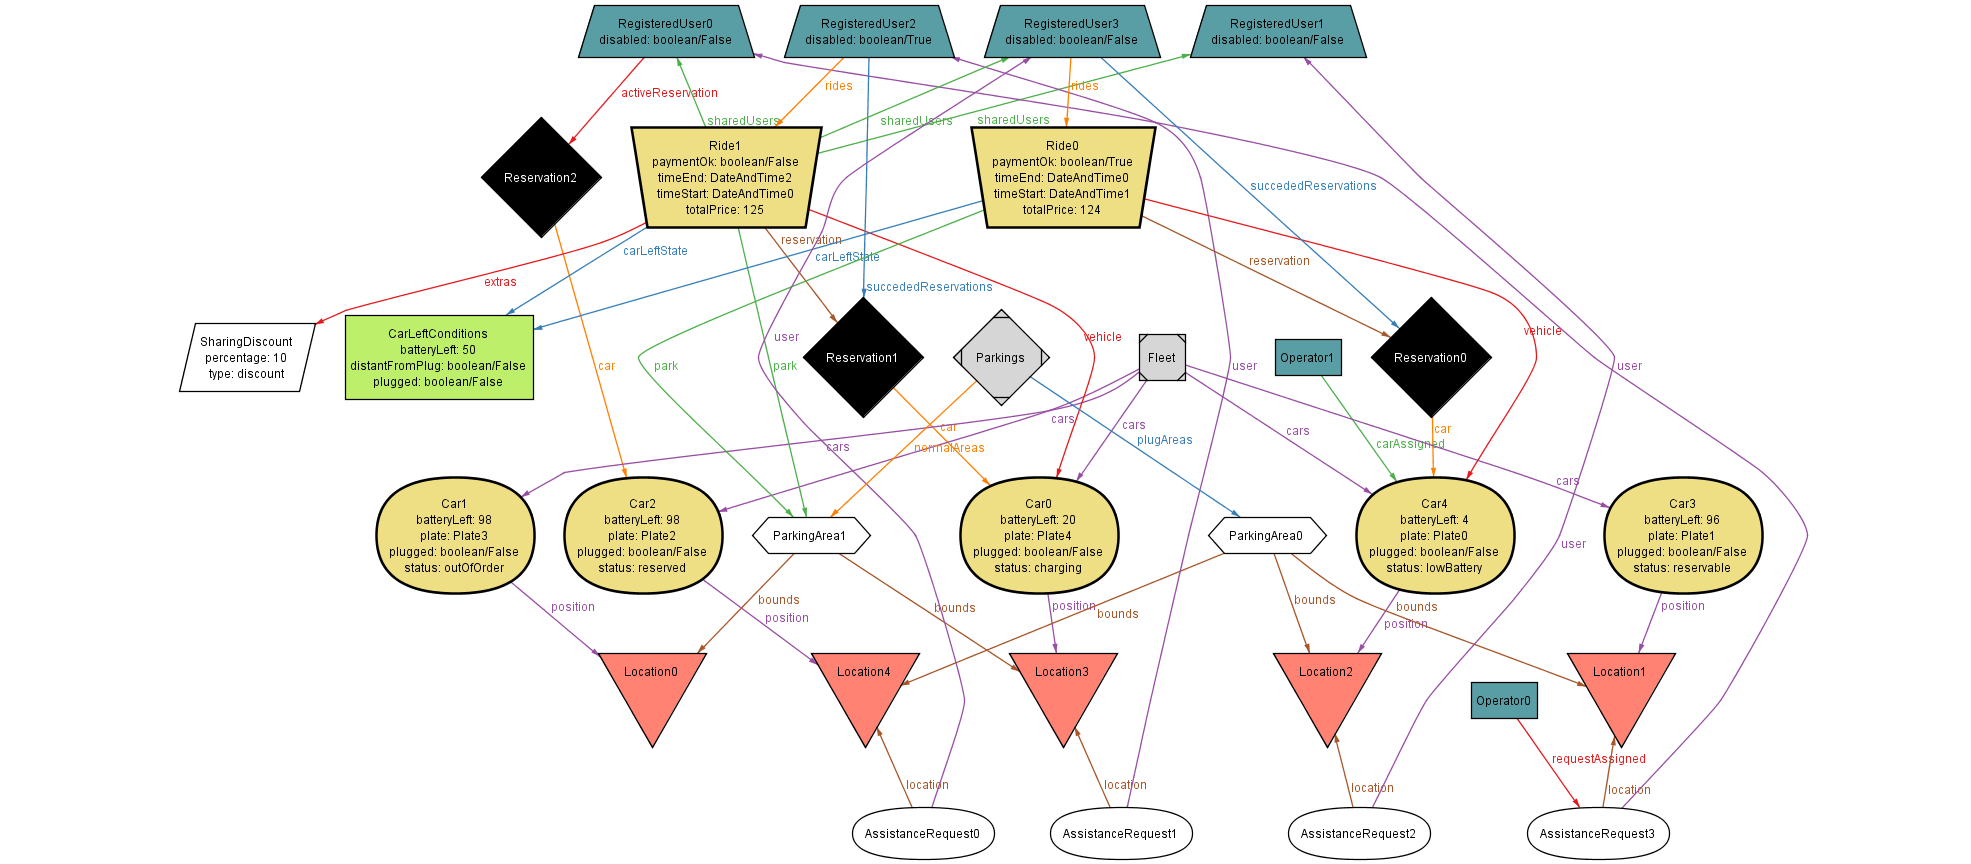 RegisteredUser0
disabled: boolean/False
RegisteredUser2
disabled: boolean/True
RegisteredUser3
disabled: boolean/False
RegisteredUser1
disabled: boolean/False
activeReservation
rides
rides
sharedUsers
sharedUsers
sharedUsers
Reservation2
Ride1
paymentOk: boolean/False
timeEnd: DateAndTime2
timeStart: DateAndTime0
totalPrice: 125
Ride0
paymentOk: boolean/True
timeEnd: DateAndTime0
timeStart: DateAndTime1
totalPrice: 124
succededReservations
extras
carLeftState
reservation
carLeftState
succededReservations
reservation
SharingDiscount
percentage: 10
type: discount
CarLeftConditions
batteryLeft: 50
distantFromPlug: boolean/False
plugged: boolean/False
car
park
user
park
Reservation1
Parkings
vehicle
Fleet
user
Operator1
Reservation0
vehicle
user
cars
car
normalAreas
cars
cars
plugAreas
cars
carAssigned
car
cars
Car1
batteryLeft: 98
plate: Plate3
plugged: boolean/False
status: outOfOrder
Car2
batteryLeft: 98
plate: Plate2
plugged: boolean/False
status: reserved
ParkingArea1
Car0
batteryLeft: 20
plate: Plate4
plugged: boolean/False
status: charging
ParkingArea0
Car4
batteryLeft: 4
plate: Plate0
plugged: boolean/False
status: lowBattery
user
Car3
batteryLeft: 96
plate: Plate1
plugged: boolean/False
status: reservable
position
bounds
position
bounds
position
bounds
bounds
position
bounds
position
Location0
Location4
Location3
Location2
Location1
Operator0
requestAssigned
location
location
location
location
AssistanceRequest0
AssistanceRequest1
AssistanceRequest2
AssistanceRequest3